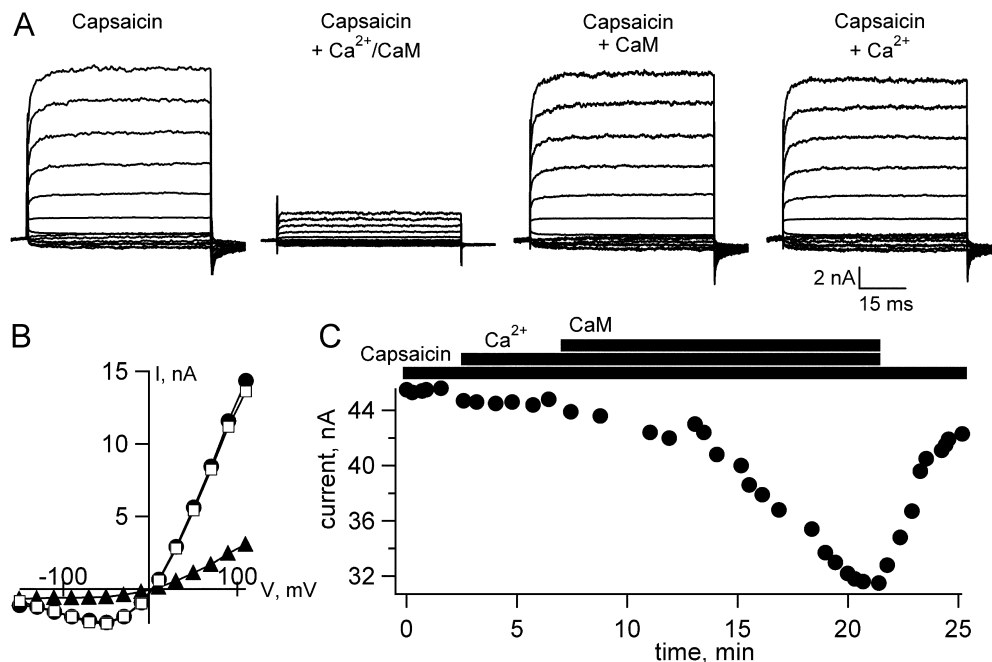 A
Capsaicin
Capsaicin
+ Ca²⁺/CaM
Capsaicin
+ CaM
Capsaicin
+ Ca²⁺
2 nA
15 ms
B
I, nA
15
10
5
-100
100
V, mV
C
CaM
Ca²⁺
Capsaicin
current, nA
44
40
36
32
0
5
10
15
20
25
time, min